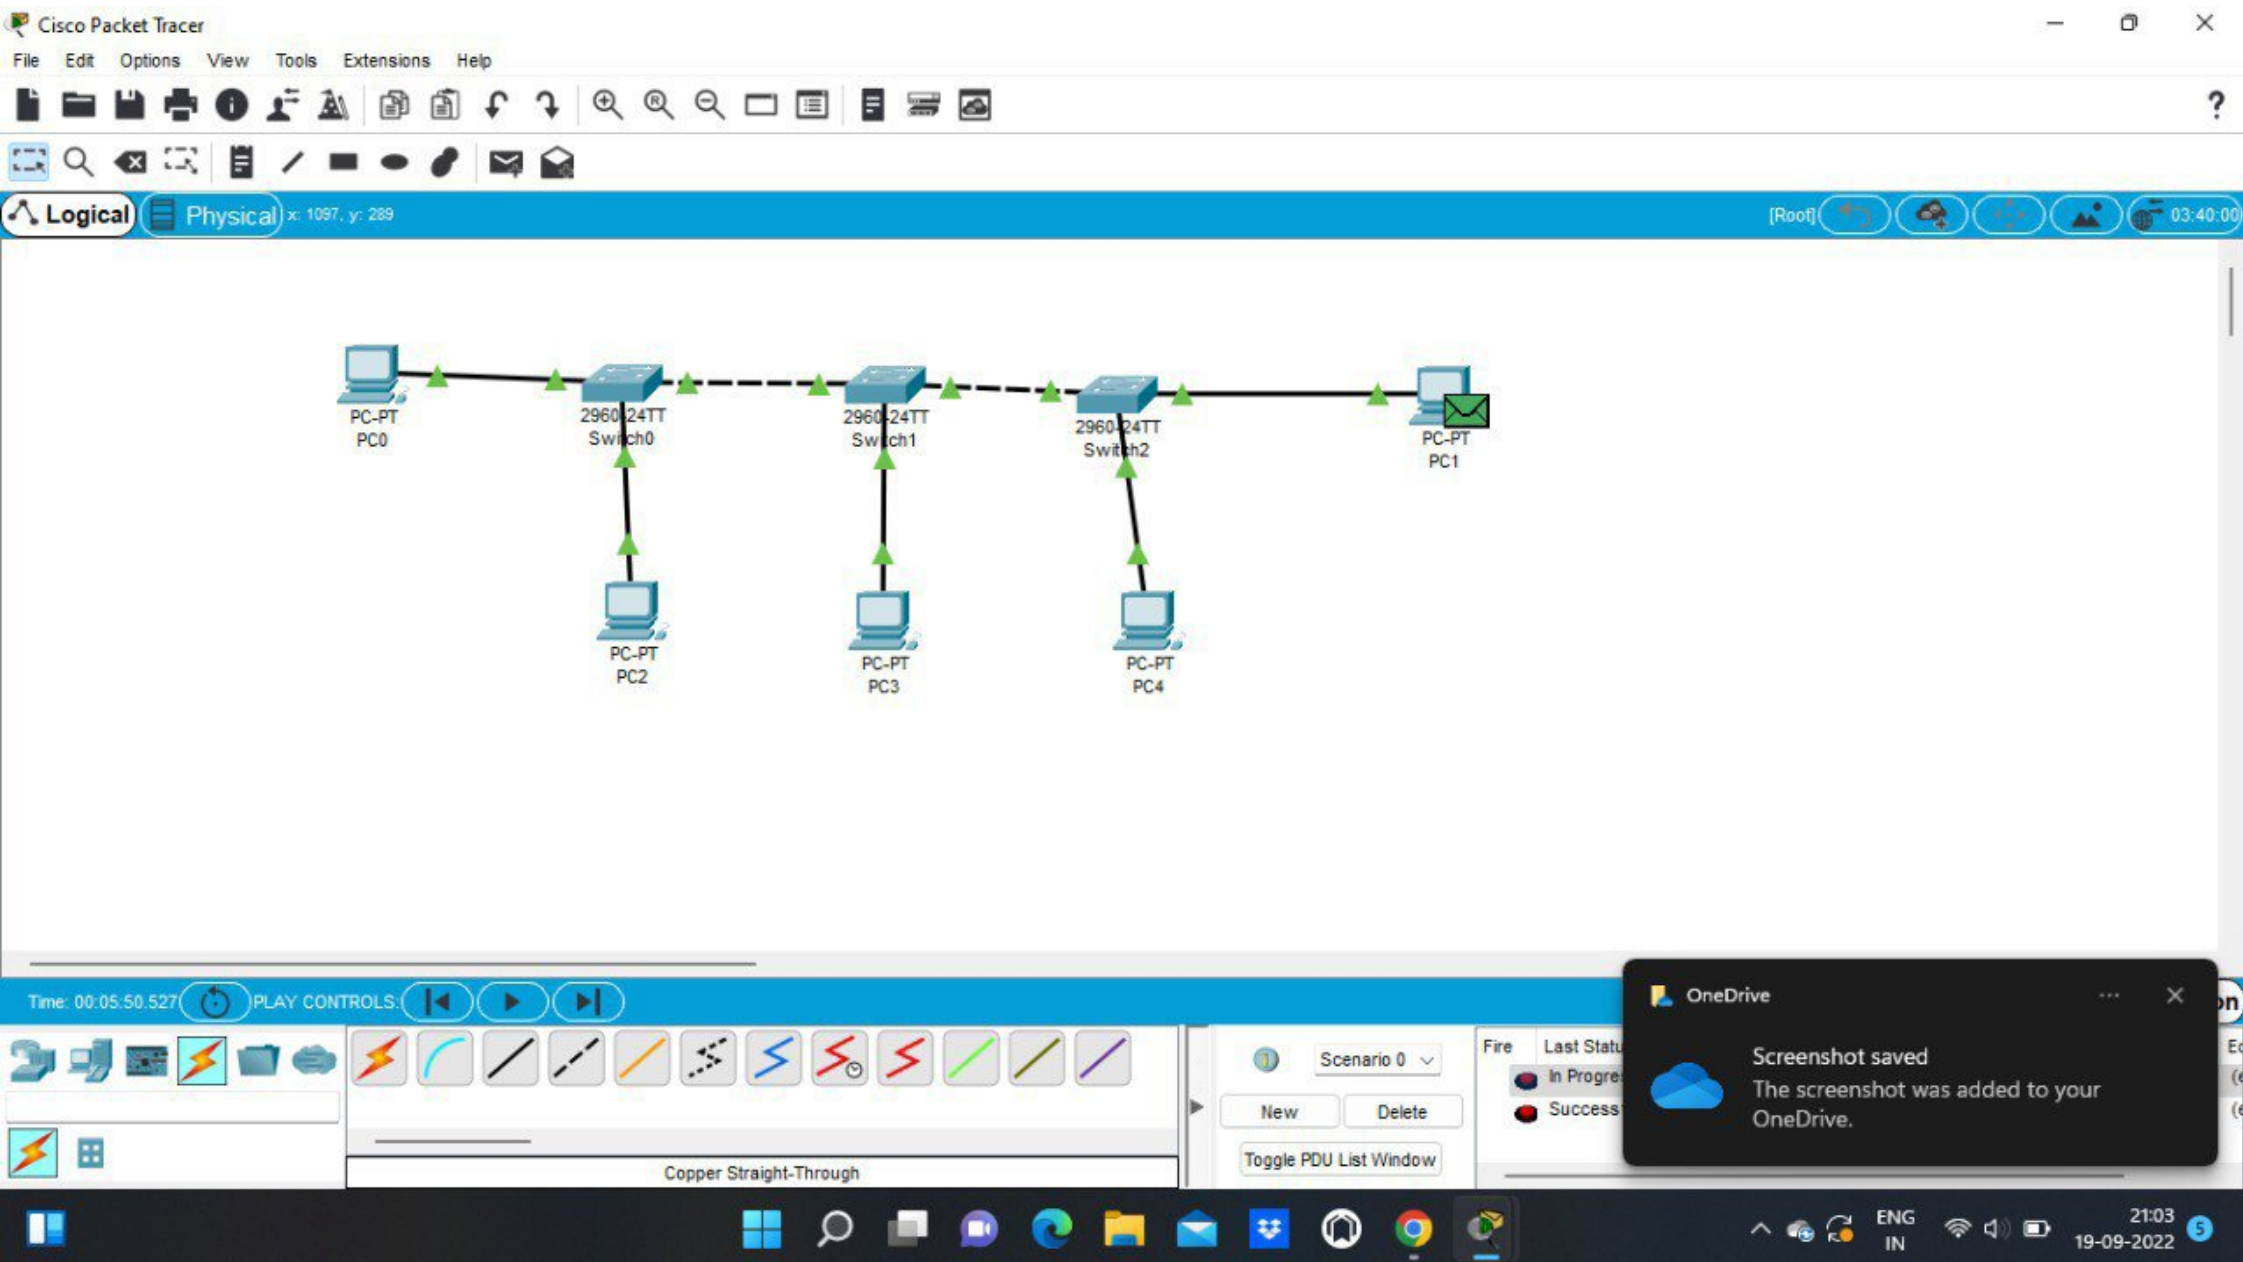 Cisco Packet Tracer
File Edit Options View Tools Extensions Help
Logical Physical x: 1097, y: 289 [Root] 03:40:00
PC-PT
PC0
2960-24TT
Switch0
2960-24TT
Switch1
2960-24TT
Switch2
PC-PT
PC1
PC-PT
PC2
PC-PT
PC3
PC-PT
PC4
Time: 00:05:50.527 PLAY CONTROLS:
Scenario 0
New Delete
Toggle PDU List Window
Fire Last Statu
In Progre
Success
Copper Straight-Through
OneDrive
Screenshot saved
The screenshot was added to your
OneDrive.
ENG
IN
21:03
19-09-2022
5